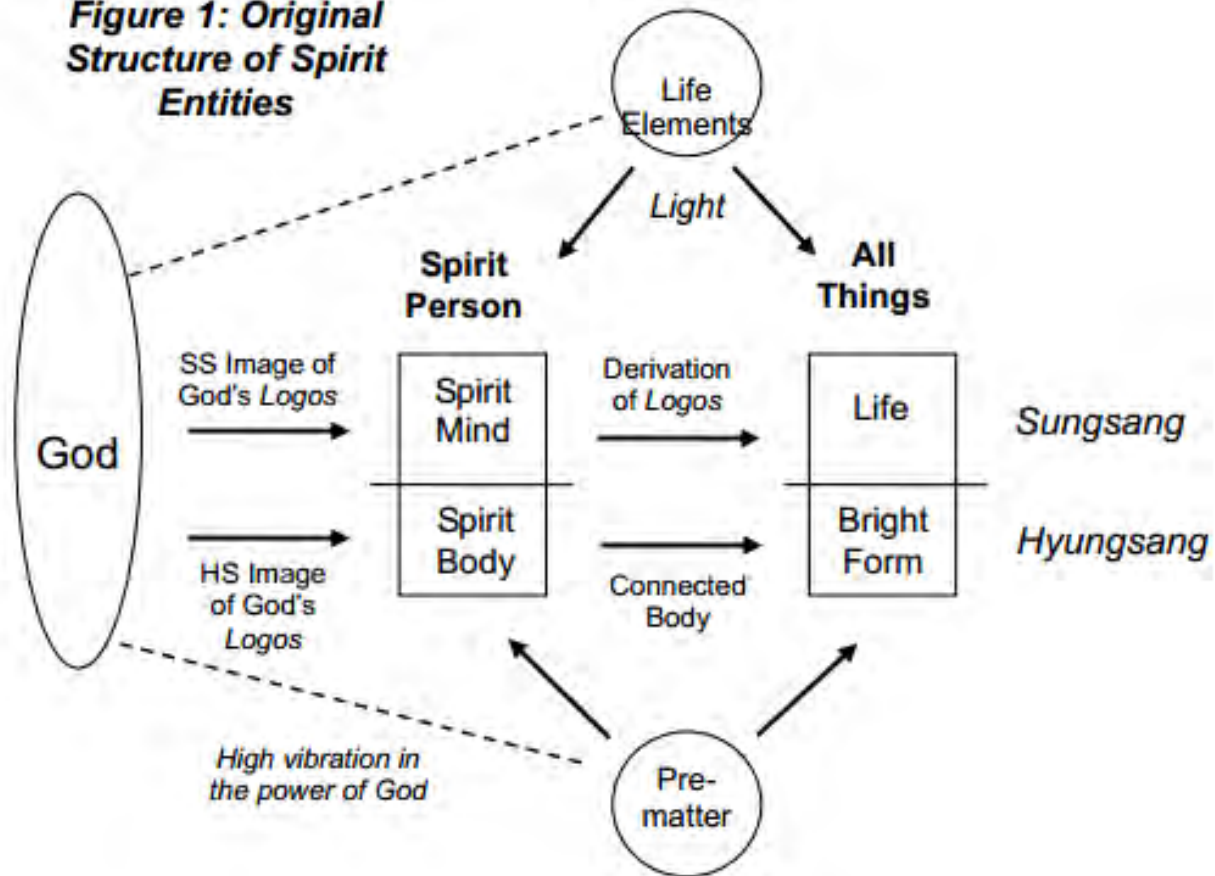 Figure 1: Original
Structure of Spirit
Entities
Life
Elements
Light
Spirit
Person
All
Things
God
SS Image of
God's Logos
Spirit
Mind
Derivation
of Logos
Life
Sungsang
HS Image
of God's
Logos
Spirit
Body
Connected
Body
Bright
Form
Hyungsang
High vibration in
the power of God
Pre-
matter